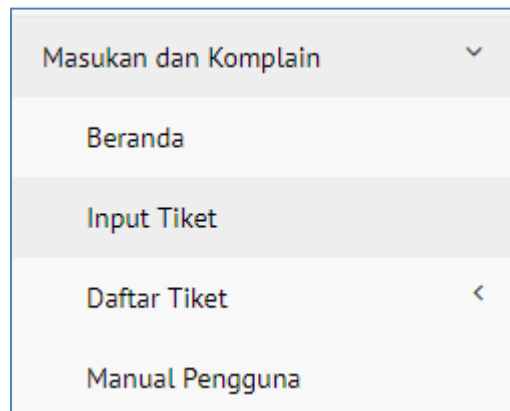 Masukan dan Komplain
Beranda
Input Tiket
Daftar Tiket
Manual Pengguna